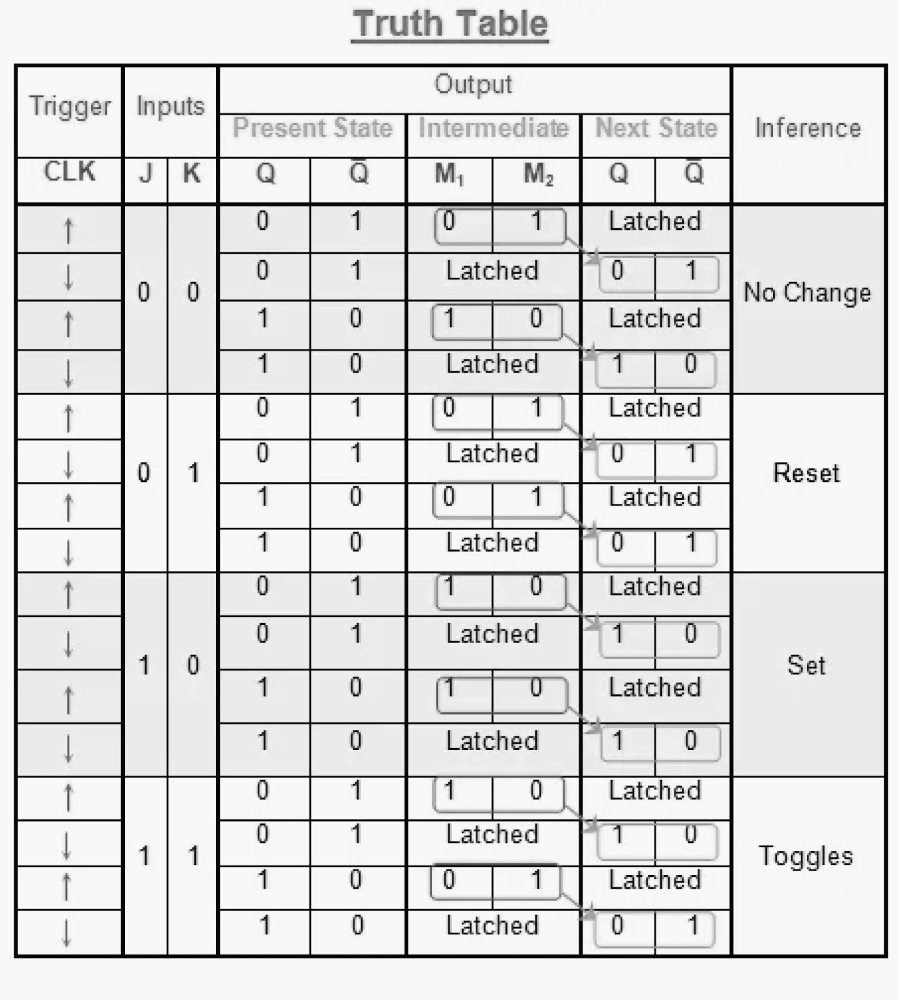 Truth Table
Trigger Inputs Output Inference
Present State Intermediate Next State
CLK J K Q Q̅ M₁ M₂ Q Q̅
↑ 0 1 0 1 Latched
↓ 0 1 Latched 0 1
0 0 No Change
↑ 1 0 1 0 Latched
↓ 1 0 Latched 1 0
↑ 0 1 0 1 Latched
↓ 0 1 Latched 0 1
0 1 Reset
↑ 1 0 0 1 Latched
↓ 1 0 Latched 0 1
↑ 0 1 1 0 Latched
↓ 0 1 Latched 1 0
1 0 Set
↑ 1 0 1 0 Latched
↓ 1 0 Latched 1 0
↑ 0 1 1 0 Latched
↓ 0 1 Latched 1 0
1 1 Toggles
↑ 1 0 0 1 Latched
↓ 1 0 Latched 0 1